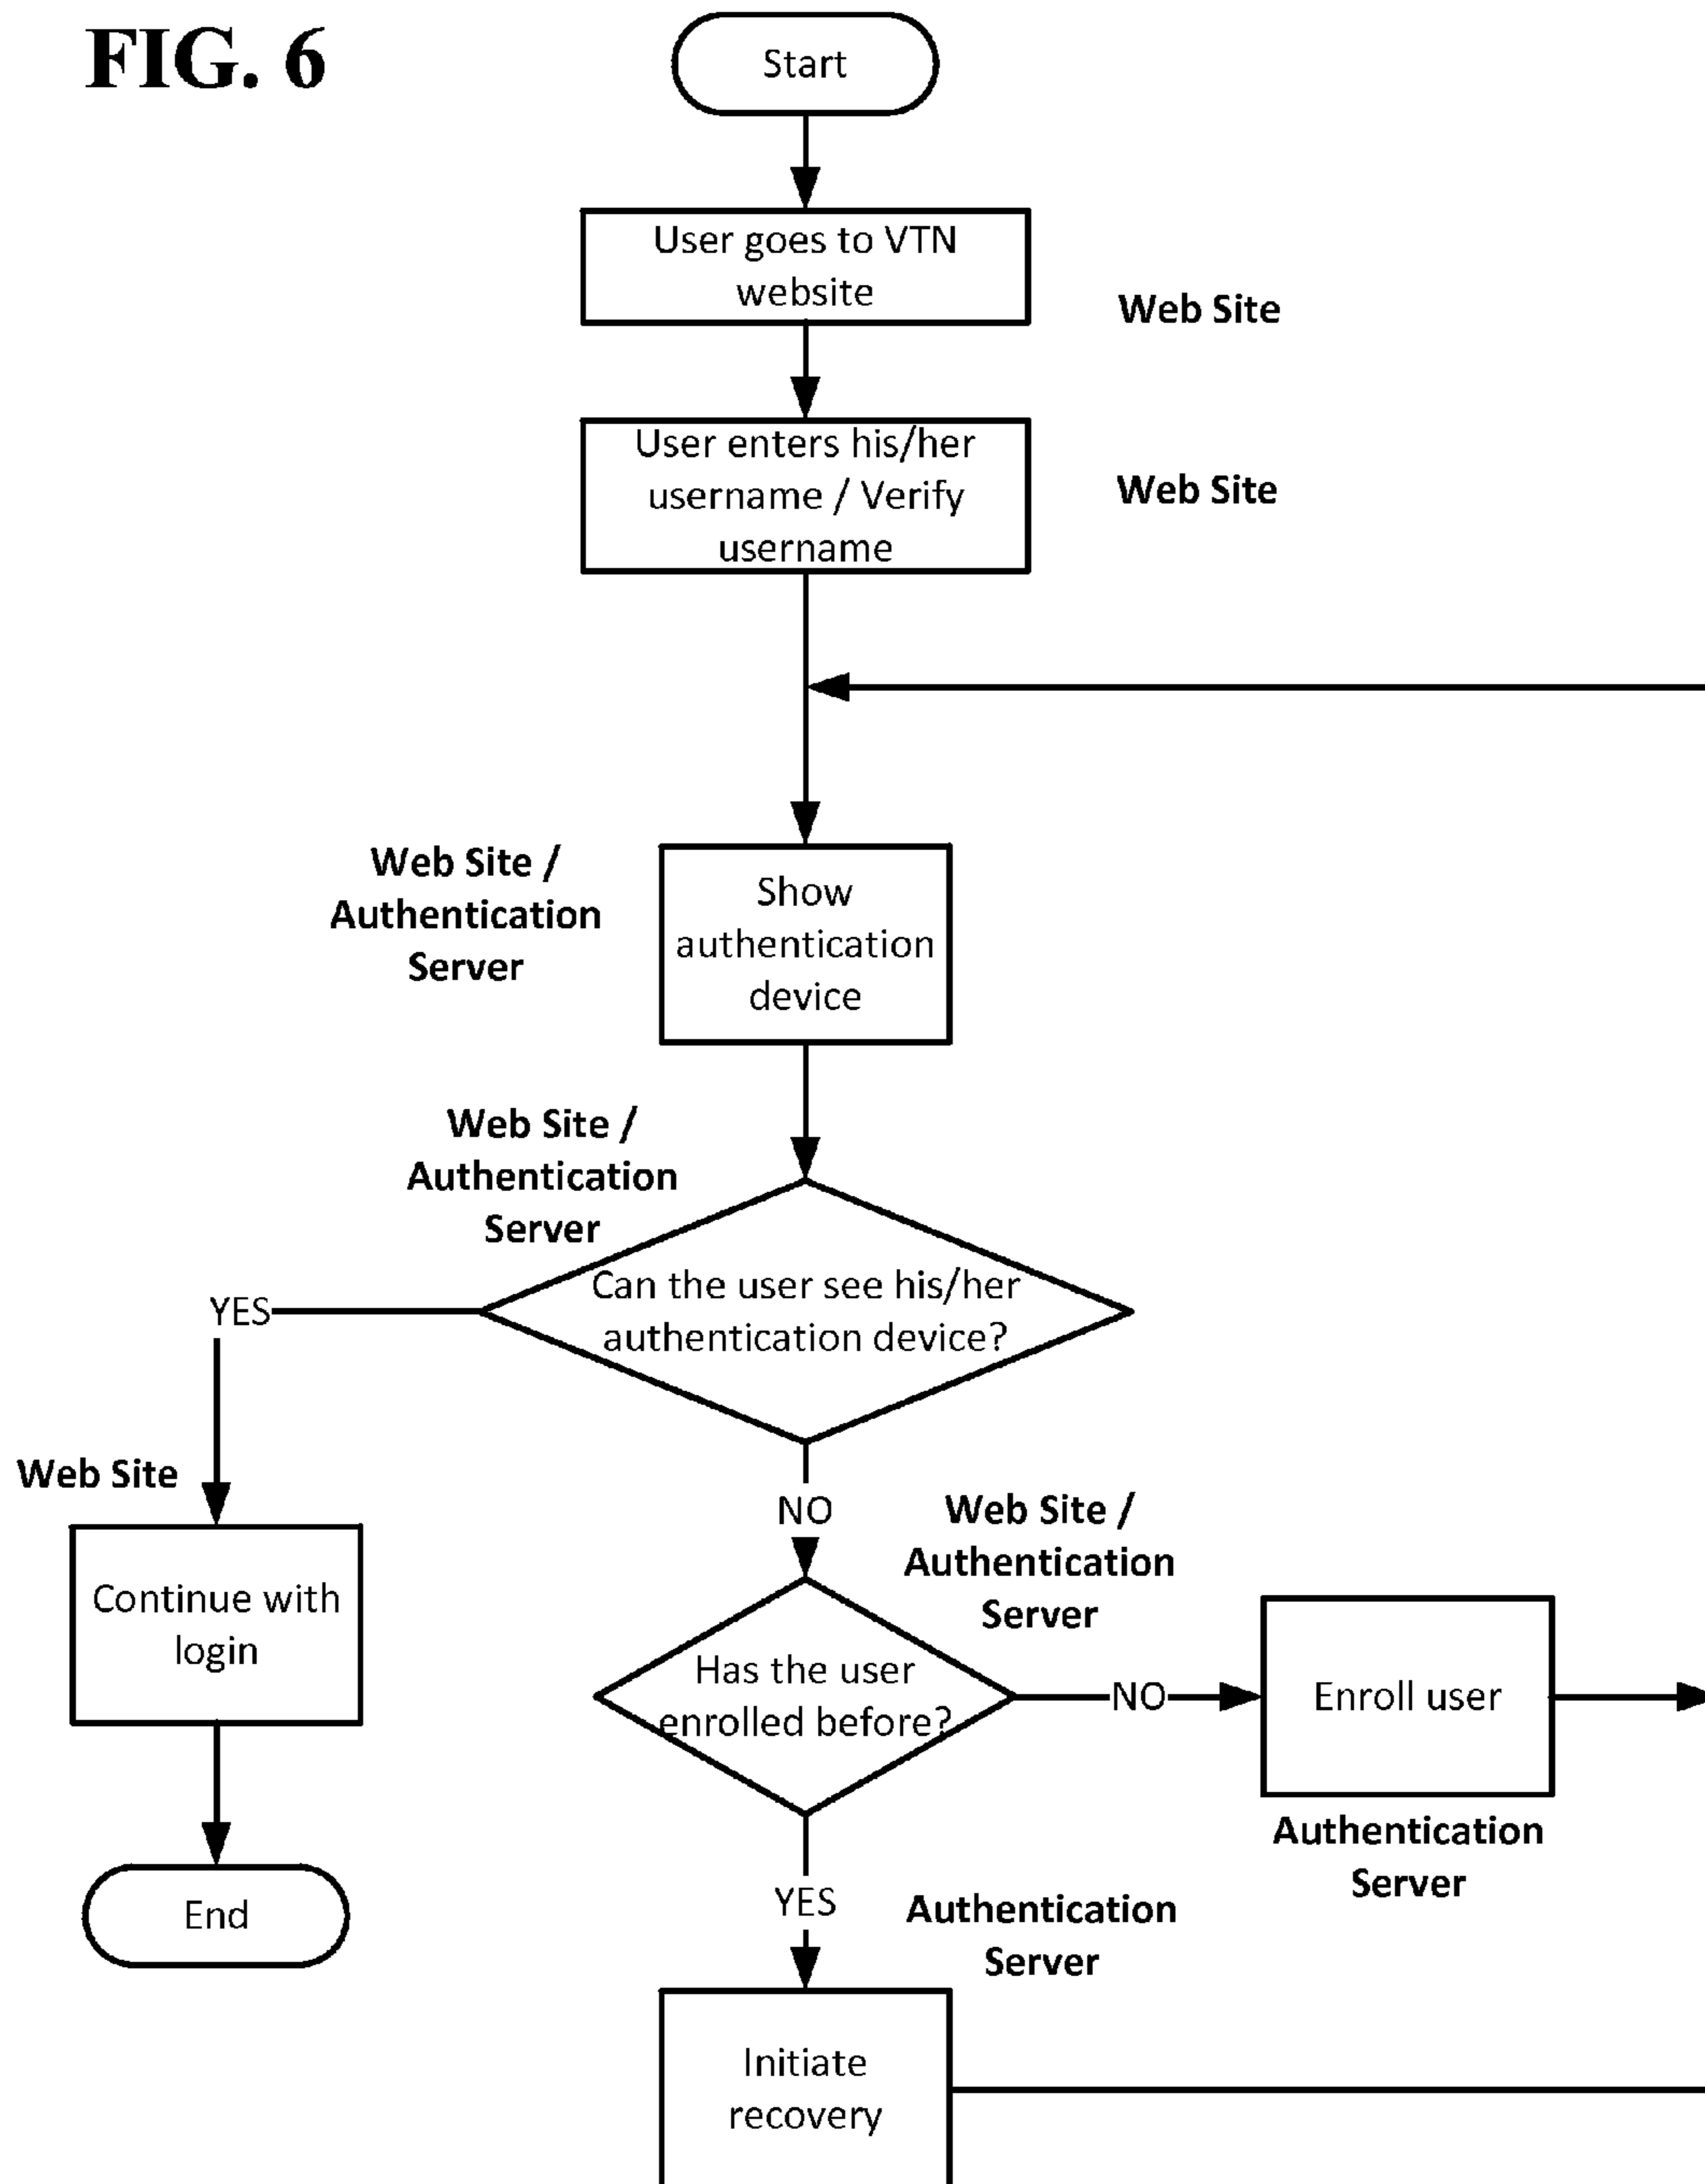 FIG. 6
Start
User goes to VTN
website
Web Site
User enters his/her
username / Verify
username
Web Site
Web Site /
Authentication
Server
Show
authentication
device
Web Site /
Authentication
Server
Can the user see his/her
authentication device?
YES
NO
Web Site
Continue with
login
End
Web Site /
Authentication
Server
Has the user
enrolled before?
NO
Enroll user
Authentication
Server
YES
Authentication
Server
Initiate
recovery